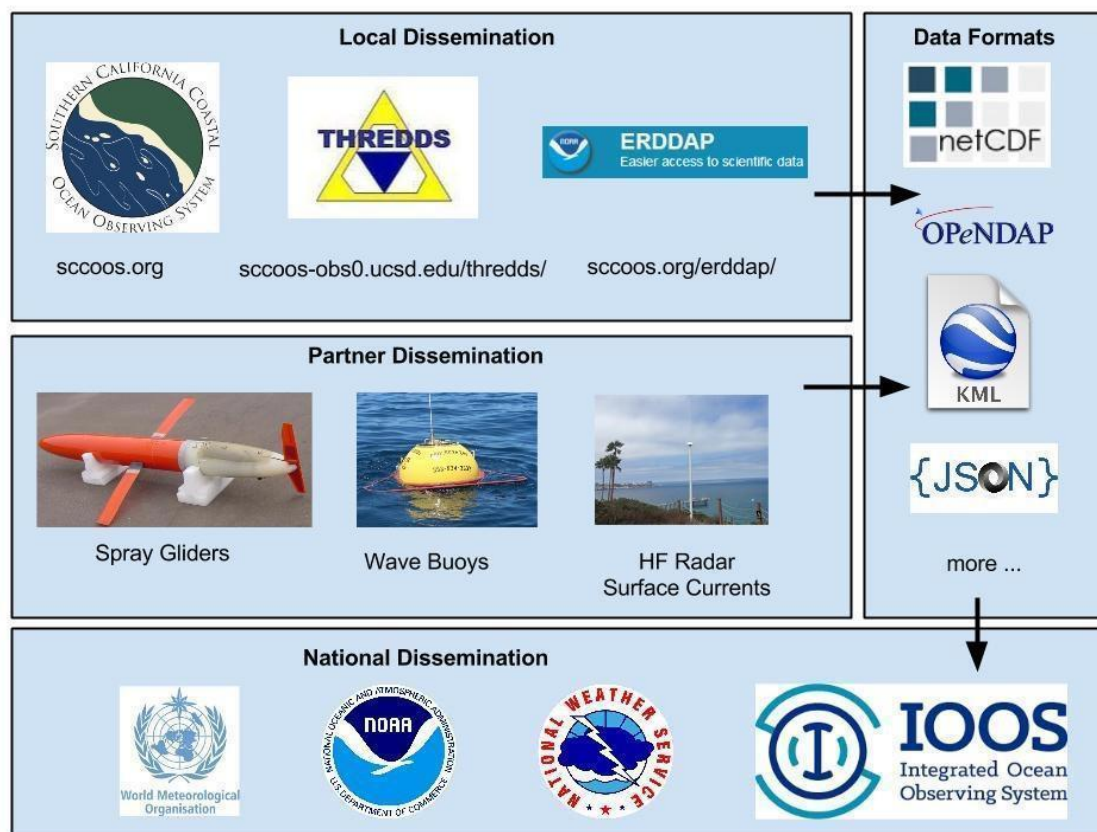 Local Dissemination
SOUTHERN CALIFORNIA COASTAL
OCEAN OBSERVING SYSTEM
THREDDS
NOAA
ERDDAP
Easier access to scientific data
sccoos.org
sccoos-obs0.ucsd.edu/thredds/
sccoos.org/erddap/
Data Formats
netCDF
OPeNDAP
KML
{JSON}
more ...
Partner Dissemination
Spray Gliders
Wave Buoys
HF Radar
Surface Currents
National Dissemination
World Meteorological
Organisation
NATIONAL OCEANIC AND ATMOSPHERIC ADMINISTRATION
NOAA
U.S. DEPARTMENT OF COMMERCE
NATIONAL WEATHER SERVICE
IOOS
Integrated Ocean
Observing System